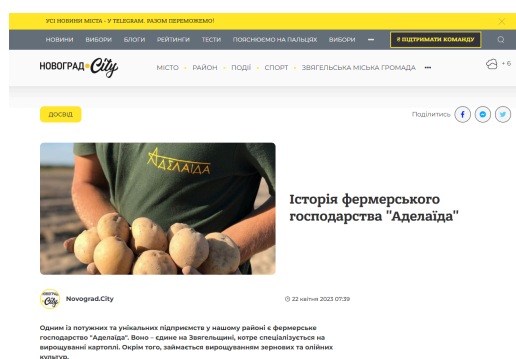 УСІ НОВИНИ МІСТА - У TELEGRAM. РАЗОМ ПЕРЕМОЖЕМО!
НОВИНИ ВИБОРИ БЛОГИ РЕЙТИНГИ ТЕСТИ ПОЯСНЮЄМО НА ПАЛЬЦЯХ ВИБОРИ ••• ₴ ПІДТРИМАТИ КОМАНДУ
НОВОГРАД City МІСТО РАЙОН ПОДІЇ СПОРТ ЗВЯГЕЛЬСЬКА МІСЬКА ГРОМАДА ••• +6
ДОСВІД Поділитись
АДЕЛАЇДА
Історія фермерського
господарства "Аделаїда"
Novograd.City 22 квітня 2023 07:39
Одним із потужних та унікальних підприємств у нашому районі є фермерське
господарство "Аделаїда". Воно – єдине на Звягельщині, котре спеціалізується на
вирощуванні картоплі. Окрім того, займається вирощуванням зернових та олійних
культур.